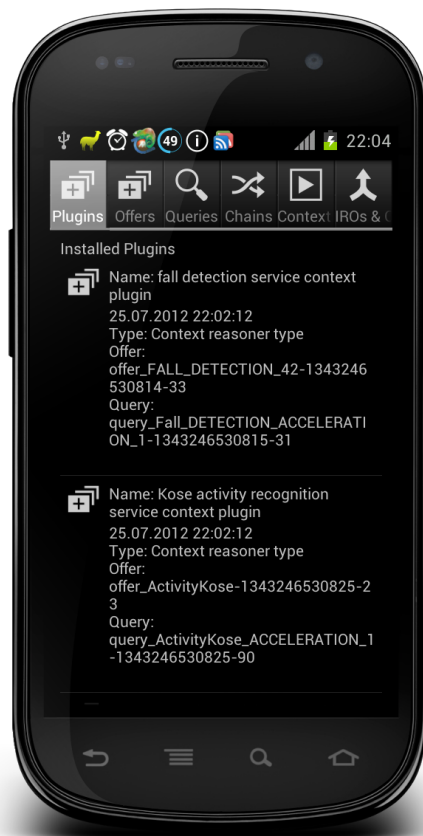 49
22:04
Plugins Offers Queries Chains Context IROs &
Installed Plugins
Name: fall detection service context
plugin
25.07.2012 22:02:12
Type: Context reasoner type
Offer:
offer_FALL_DETECTION_42-1343246
530814-33
Query:
query_Fall_DETECTION_ACCELERATI
ON_1-1343246530815-31
Name: Kose activity recognition
service context plugin
25.07.2012 22:02:12
Type: Context reasoner type
Offer:
offer_ActivityKose-1343246530825-2
3
Query:
query_ActivityKose_ACCELERATION_1
-1343246530825-90